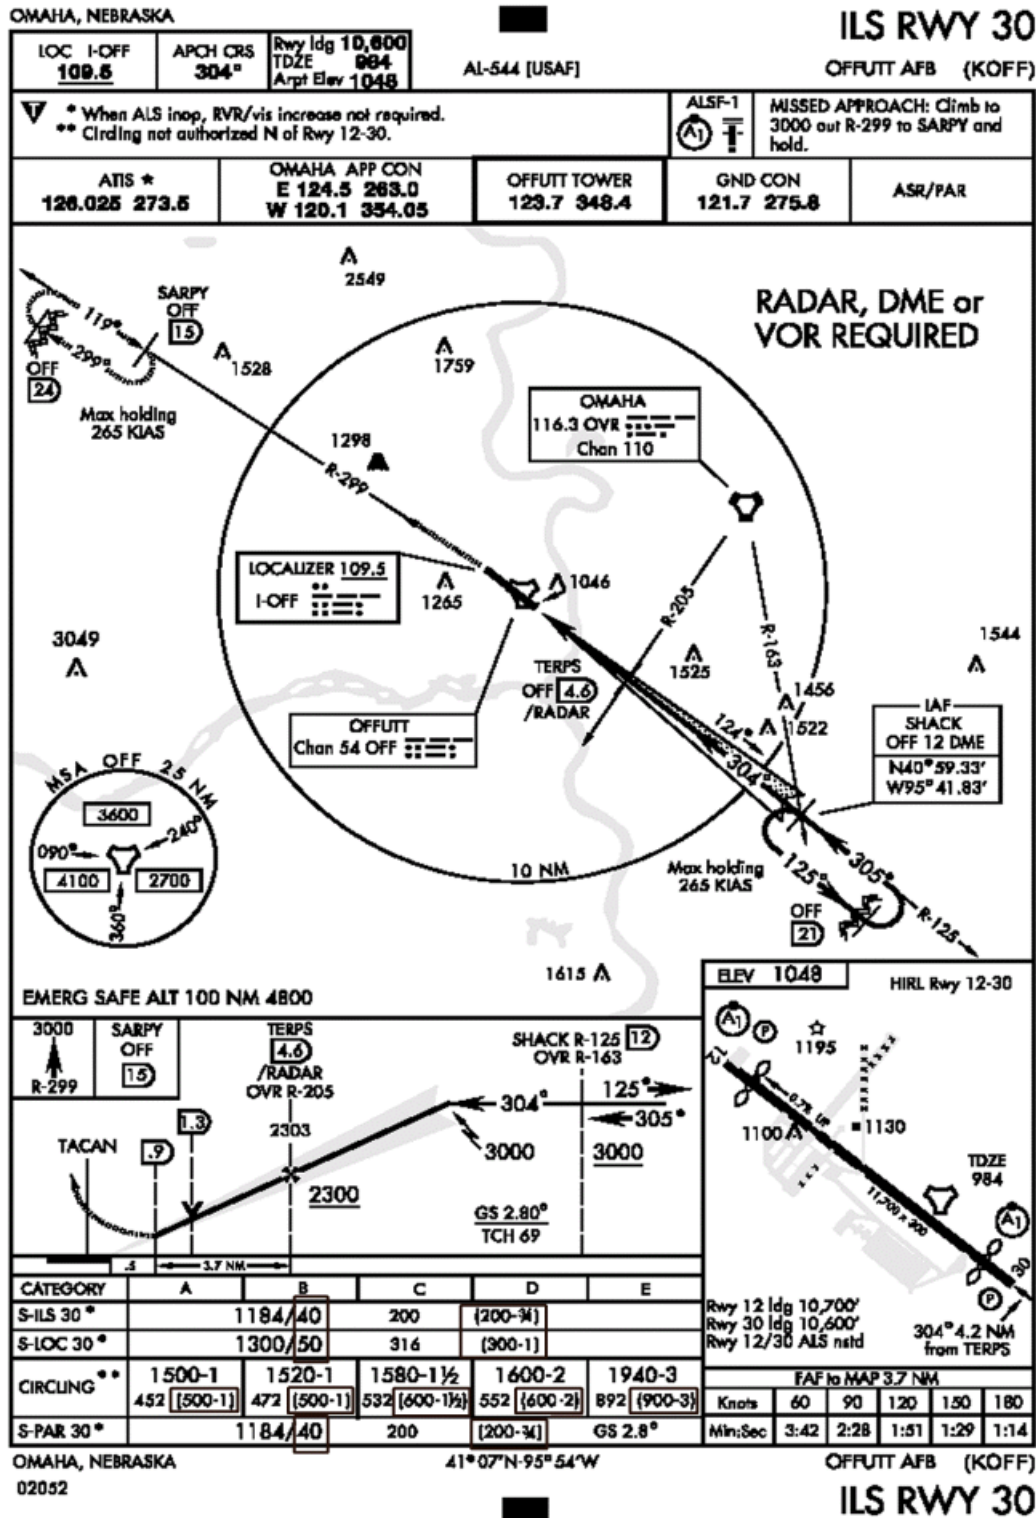 OMAHA, NEBRASKA
ILS RWY 30
LOC I-OFF
109.5
APCH CRS
304°
Rwy ldg 10,600
TDZE 984
Arpt Elev 1048
AL-544 [USAF]
OFFUTT AFB (KOFF)
T
* When ALS inop, RVR/vis increase not required.
** Circling not authorized N of Rwy 12-30.
ALSF-1
A1
MISSED APPROACH: Climb to
3000 out R-299 to SARPY and
hold.
ATIS ★
126.025 273.5
OMAHA APP CON
E 124.5 263.0
W 120.1 354.05
OFFUTT TOWER
123.7 348.4
GND CON
121.7 275.8
ASR/PAR
RADAR, DME or
VOR REQUIRED
2549
SARPY
OFF
15
119°
299°
OFF
24
1528
1759
Max holding
265 KIAS
OMAHA
116.3 OVR
Chan 110
1298
R-299
LOCALIZER 109.5
I-OFF
1265
1046
R-205
R-163
3049
1544
TERPS
OFF 4.6
/RADAR
1525
1456
1522
IAF
SHACK
OFF 12 DME
N40°59.33'
W95°41.83'
OFFUTT
Chan 54 OFF
124°
304°
MSA OFF 25 NM
3600
240°
090°
4100
2700
360°
10 NM
Max holding
265 KIAS
125°
305°
OFF
21
R-125
1615
EMERG SAFE ALT 100 NM 4800
ELEV 1048
HIRL Rwy 12-30
A1
P
1195
12
0.7% UP
1100
1130
TDZE
984
11,700 x 300
A1
30
P
Rwy 12 ldg 10,700'
Rwy 30 ldg 10,600'
Rwy 12/30 ALS nstd
304° 4.2 NM
from TERPS
3000
R-299
SARPY
OFF
15
TERPS
4.6
/RADAR
OVR R-205
SHACK R-125 12
OVR R-163
304°
125°
305°
1.3
2303
3000
3000
TACAN
.9
2300
GS 2.80°
TCH 69
.5
3.7 NM
CATEGORY A B C D E
S-ILS 30 * 1184/40 200 (200-¾)
S-LOC 30 * 1300/50 316 (300-1)
CIRCLING ** 1500-1 1520-1 1580-1½ 1600-2 1940-3
452 (500-1) 472 (500-1) 532 (600-1½) 552 (600-2) 892 (900-3)
S-PAR 30 * 1184/40 200 (200-¾) GS 2.8°
FAF to MAP 3.7 NM
Knots 60 90 120 150 180
Min:Sec 3:42 2:28 1:51 1:29 1:14
OMAHA, NEBRASKA
41°07'N-95°54'W
OFFUTT AFB (KOFF)
02052
ILS RWY 30